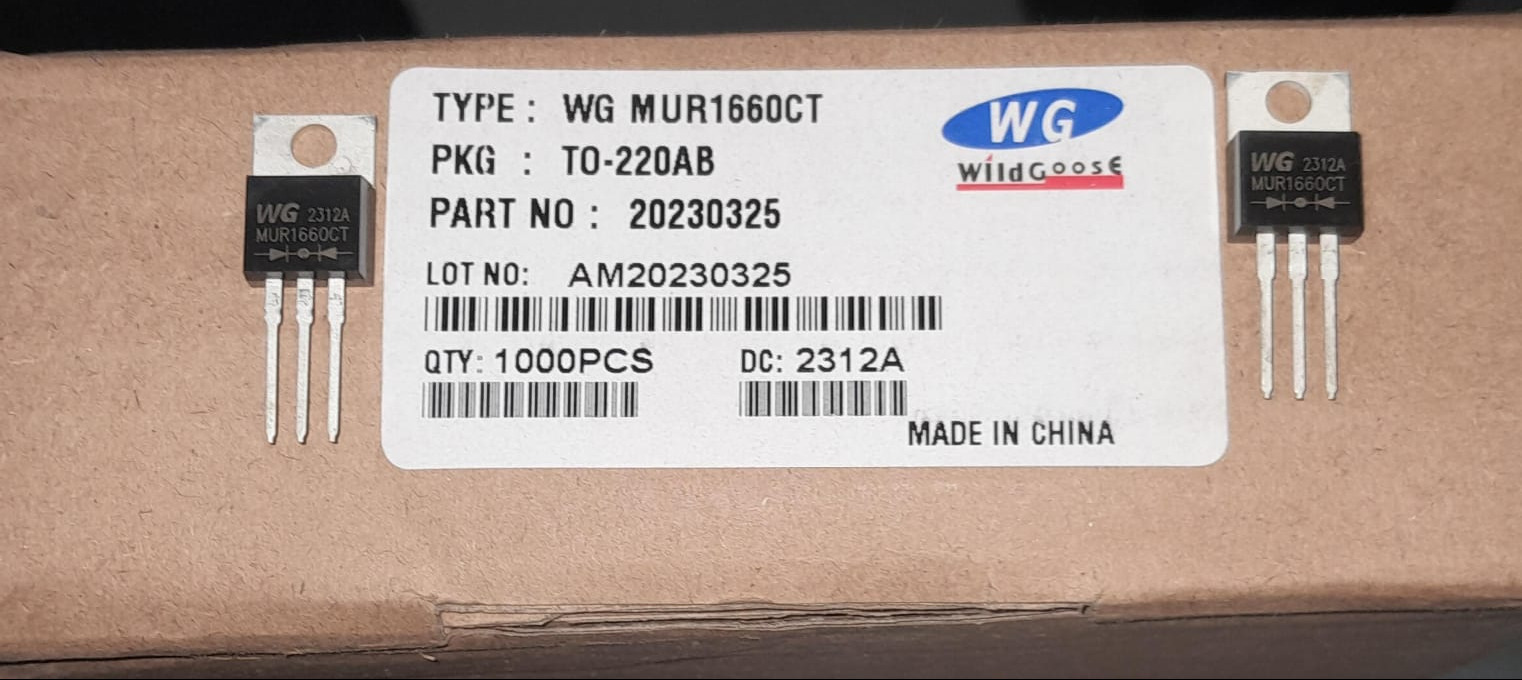 WG 2312A
MUR1660CT
TYPE : WG MUR1660CT
PKG : TO-220AB
PART NO : 20230325
LOT NO: AM20230325
QTY: 1000PCS DC: 2312A
MADE IN CHINA
WG
WildGoose
WG 2312A
MUR1660CT